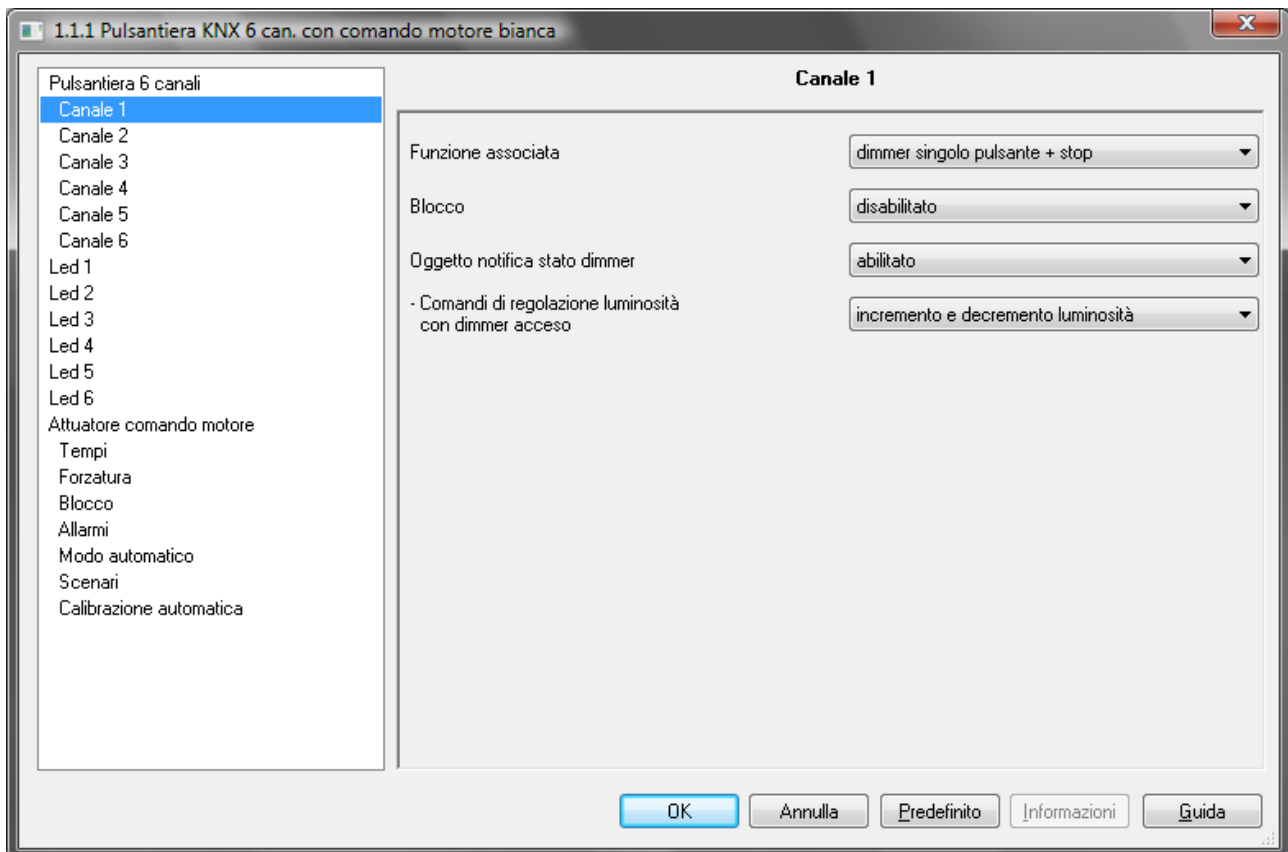 1.1.1 Pulsantiera KNX 6 can. con comando motore bianca
Pulsantiera 6 canali
Canale 1
Canale 2
Canale 3
Canale 4
Canale 5
Canale 6
Led 1
Led 2
Led 3
Led 4
Led 5
Led 6
Attuatore comando motore
Tempi
Forzatura
Blocco
Allarmi
Modo automatico
Scenari
Calibrazione automatica
Canale 1
Funzione associata dimmer singolo pulsante + stop
Blocco disabilitato
Oggetto notifica stato dimmer abilitato
- Comandi di regolazione luminosità
con dimmer acceso incremento e decremento luminosità
OK Annulla Predefinito Informazioni Guida